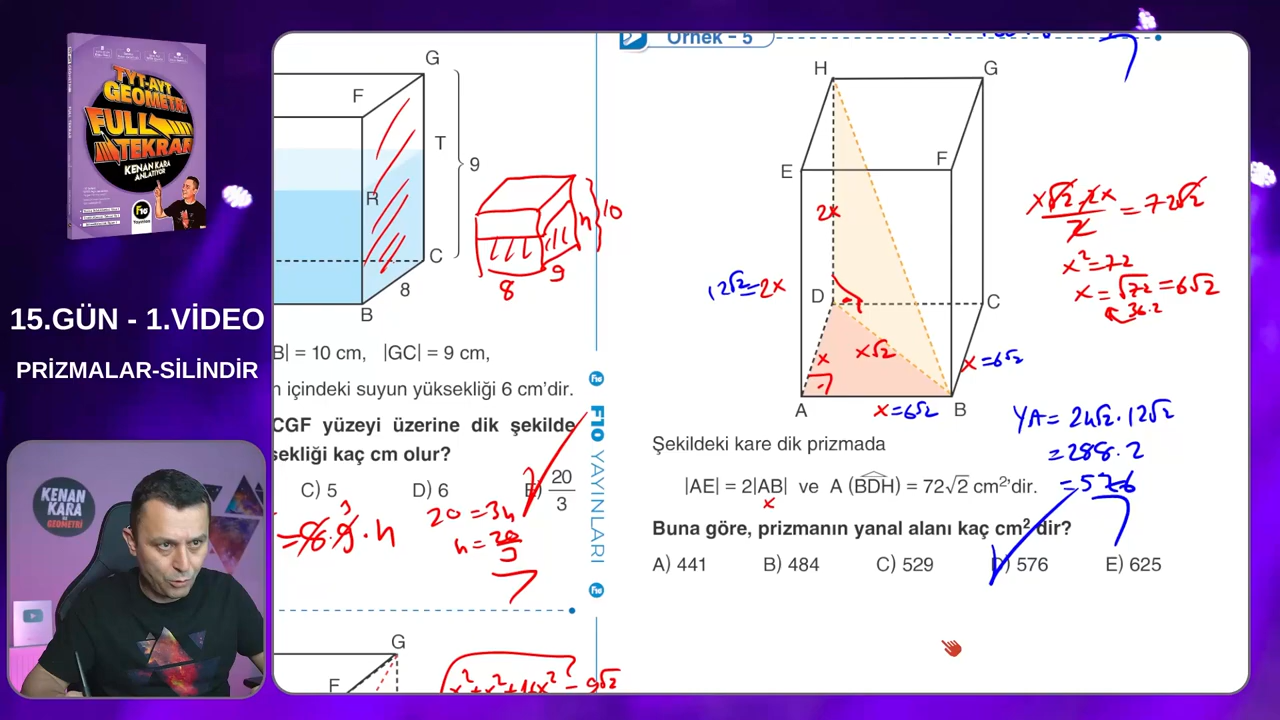 TYT-AYT
GEOMETRİ
FULL
TEKRAR
KENAN KARA
ANLATIYOR
F10
15.GÜN - 1.VİDEO
PRİZMALAR-SİLİNDİR
KENAN
KARA
ile
GEOMETRİ
G
F
T
9
R
C
8
B
10
h
9
8
B| = 10 cm, |GC| = 9 cm,
n içindeki suyun yüksekliği 6 cm'dir.
CGF yüzeyi üzerine dik şekilde
sekliği kaç cm olur?
C) 5
D) 6
E) 20/3
3
20 = 3h
h = 20/3
G
F
F10 YAYINLARI
Örnek - 5
H
G
E
F
2x
12√2=2x
D
C
x
x√2
x=6√2
A
x=6√2
B
x√2.2x/2 = 72√2
x²=72
x = √72 = 6√2
36.2
YA = 24√2.12√2
= 288.2
= 576
Şekildeki kare dik prizmada
|AE| = 2|AB| ve A (BDH) = 72√2 cm²'dir.
x
Buna göre, prizmanın yanal alanı kaç cm² dir?
A) 441
B) 484
C) 529
D) 576
E) 625